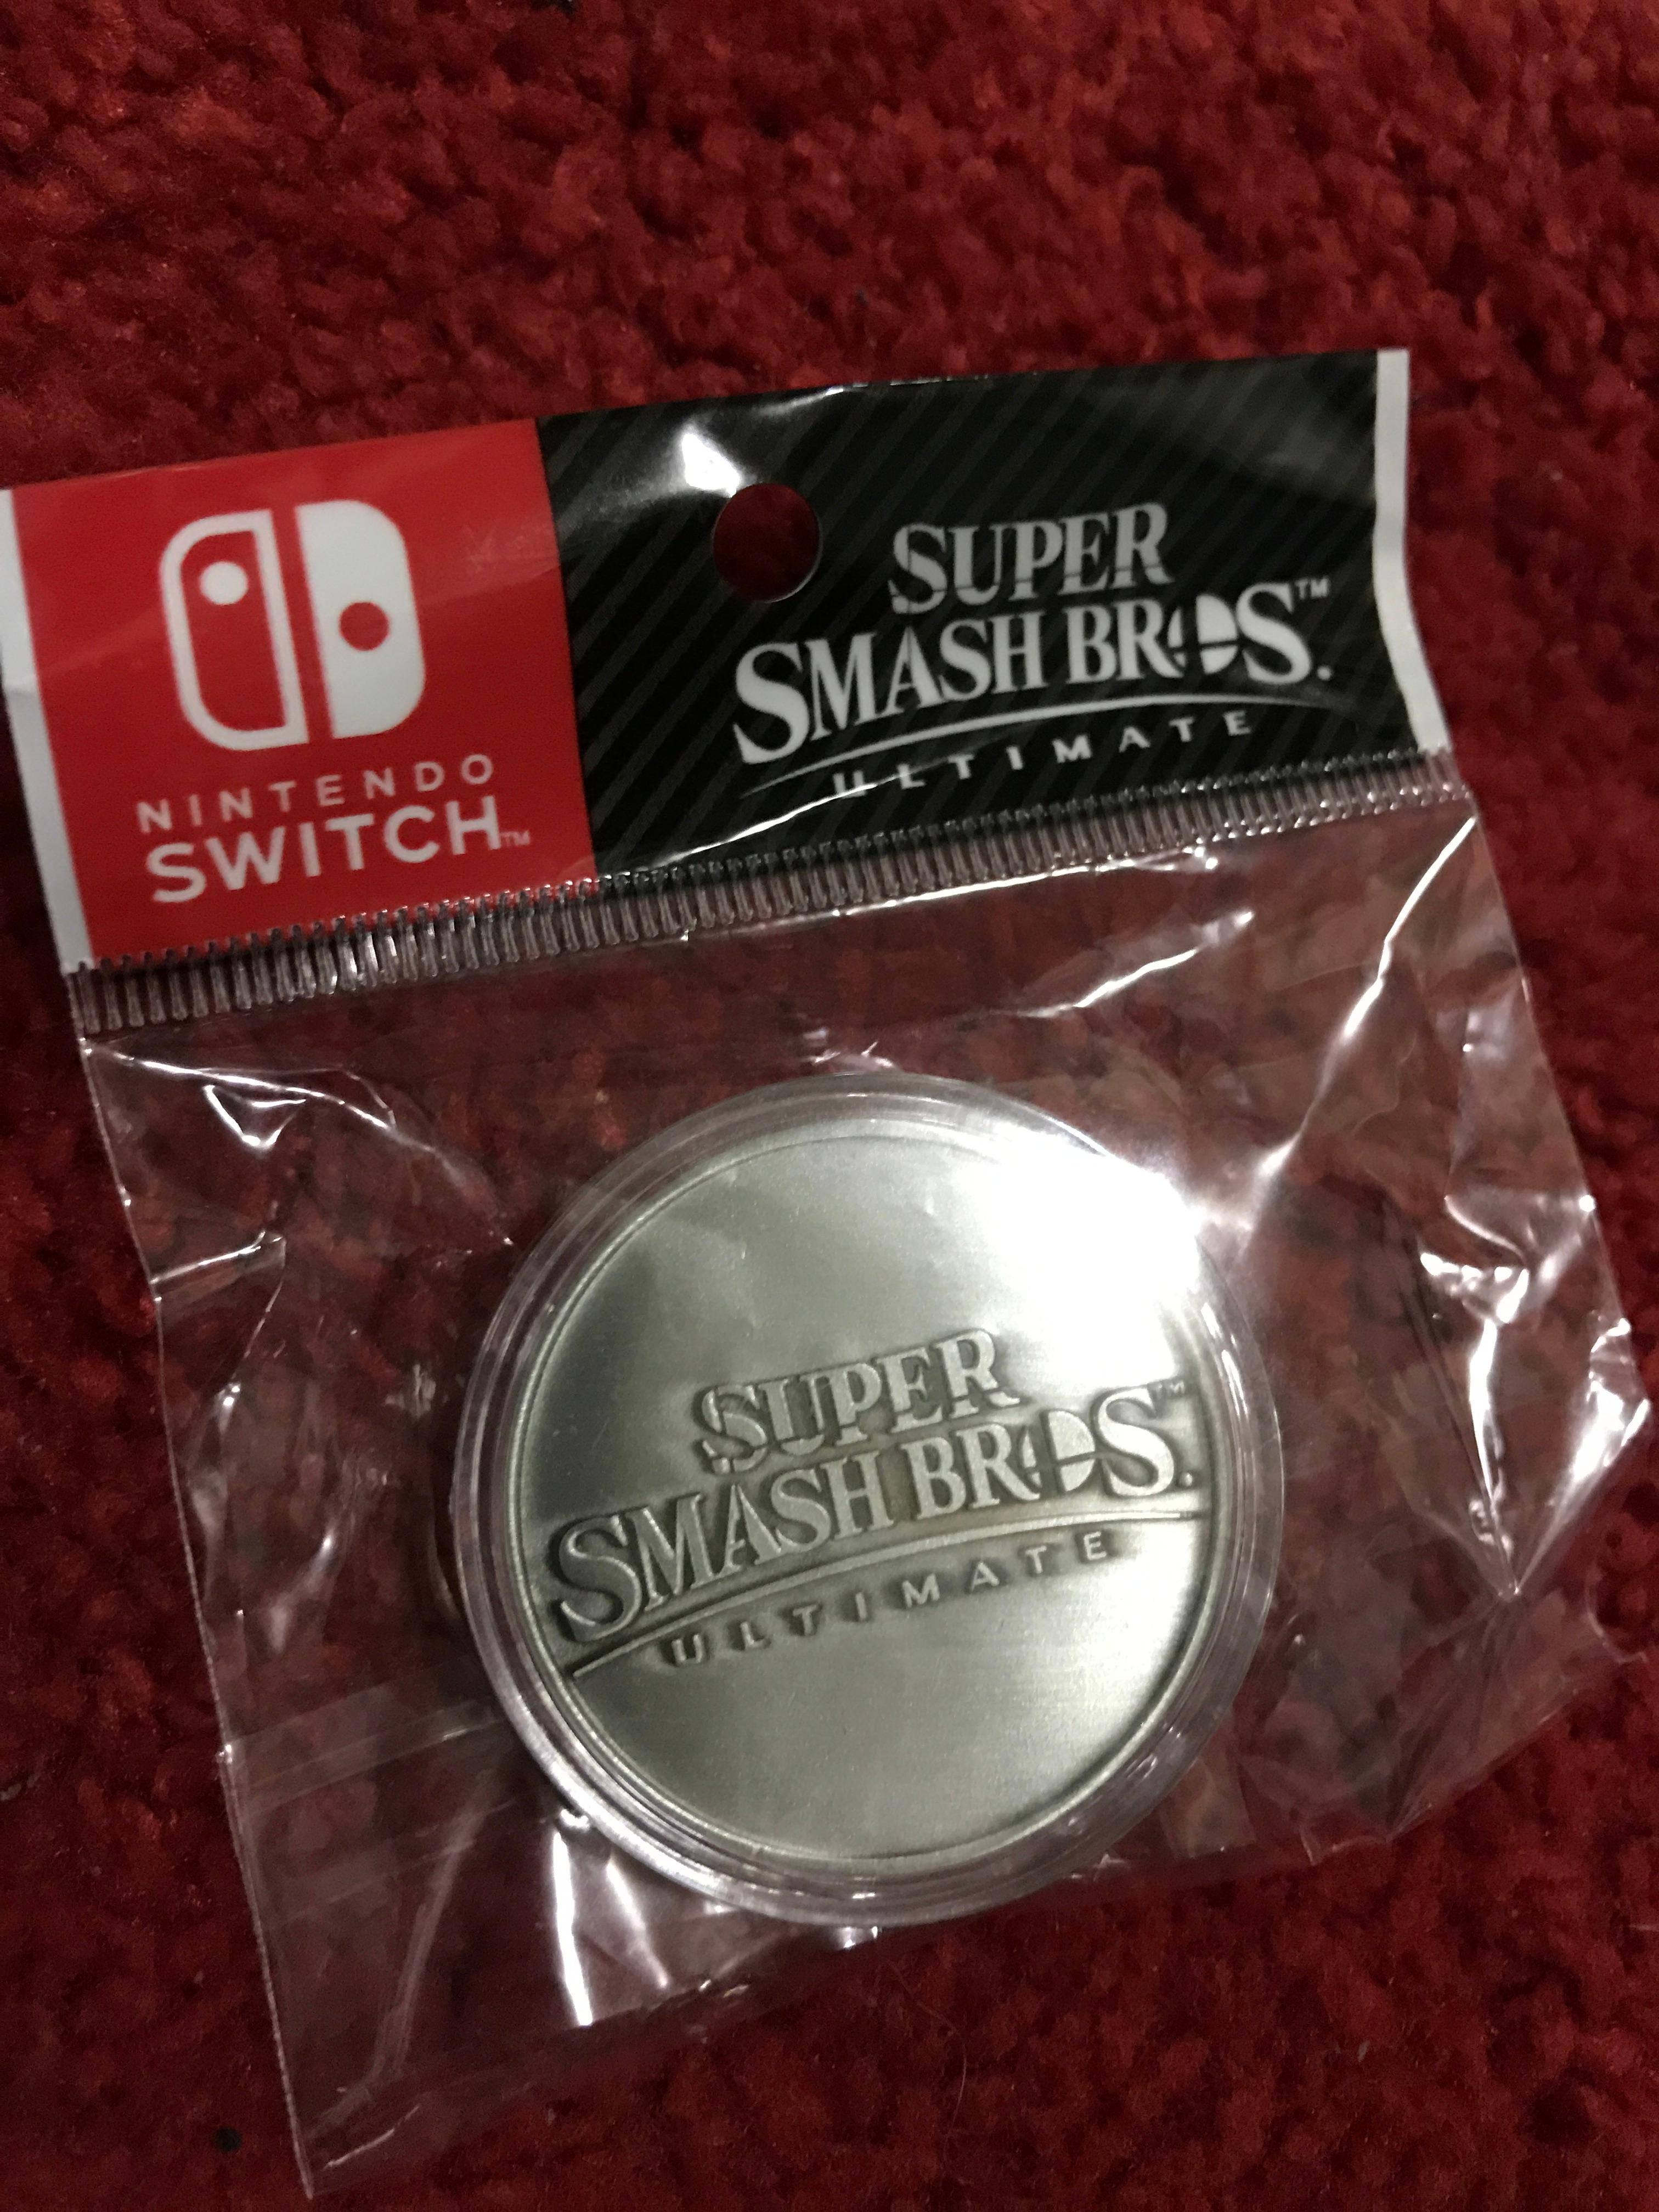 NINTENDO
SWITCH™
SUPER
SMASH BROS.™
ULTIMATE
SUPER
SMASH BROS.™
ULTIMATE